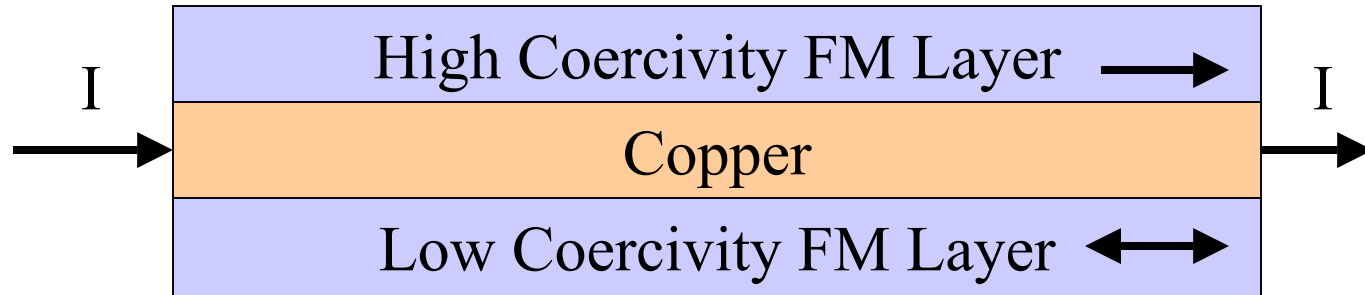 High Coercivity FM Layer
I
I
Copper
Low Coercivity FM Layer